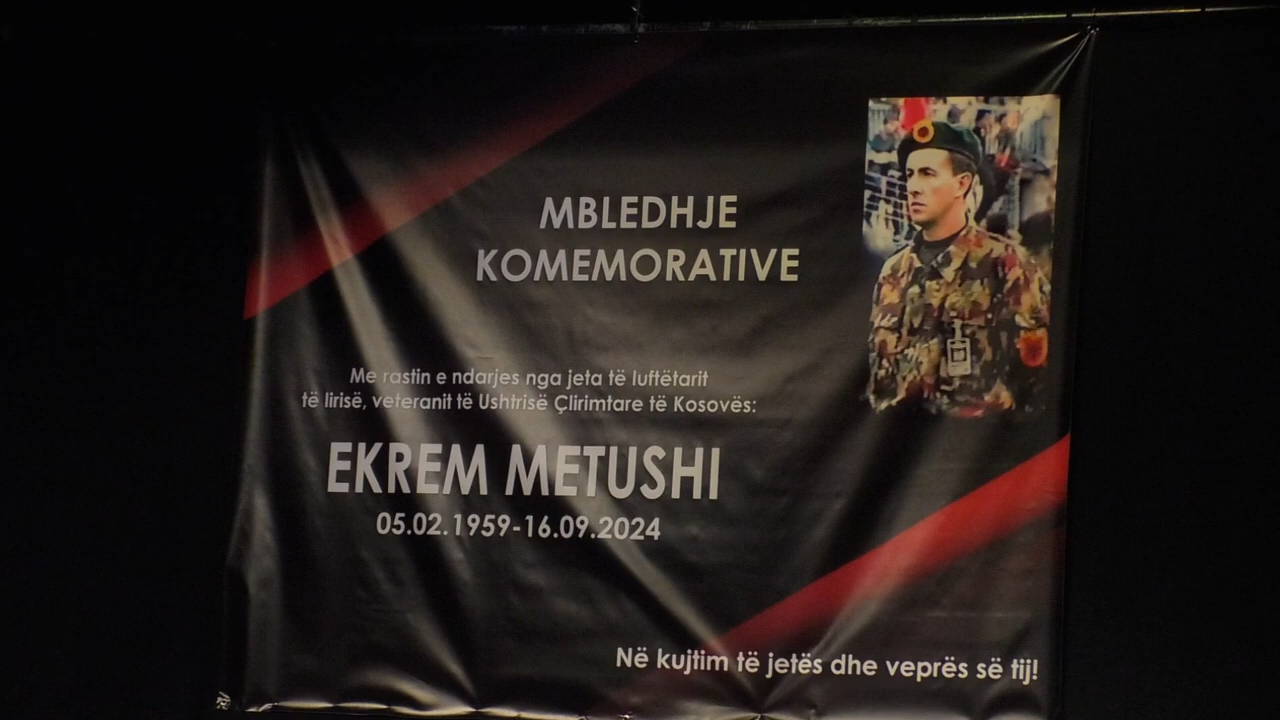 MBLEDHJE
KOMEMORATIVE
Me rastin e ndarjes nga jeta të luftëtarit
të lirisë, veteranit të Ushtrisë Çlirimtare të Kosovës:
EKREM METUSHI
05.02.1959-16.09.2024
Në kujtim të jetës dhe veprës së tij!